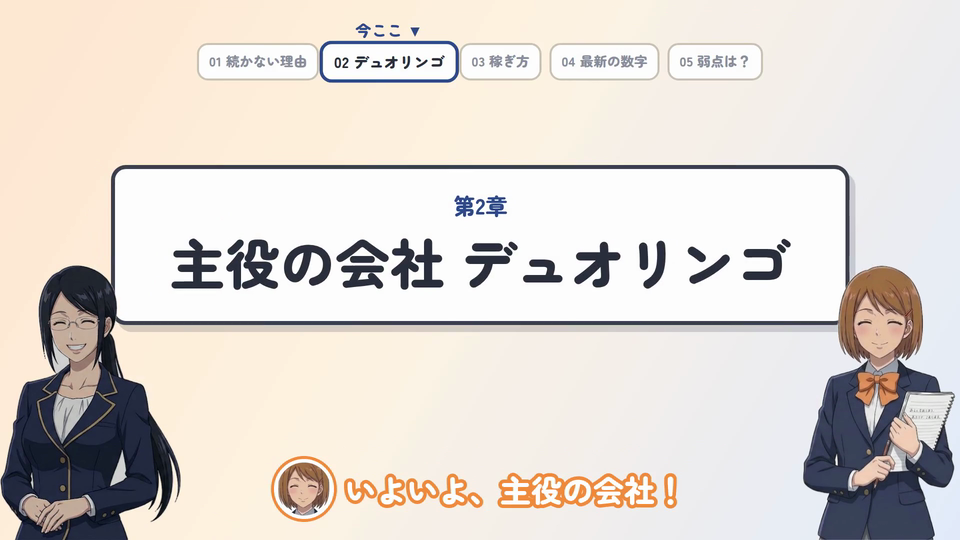 今ここ ▼
01 続かない理由
02 デュオリンゴ
03 稼ぎ方
04 最新の数字
05 弱点は？
第2章
主役の会社 デュオリンゴ
いよいよ、主役の会社！